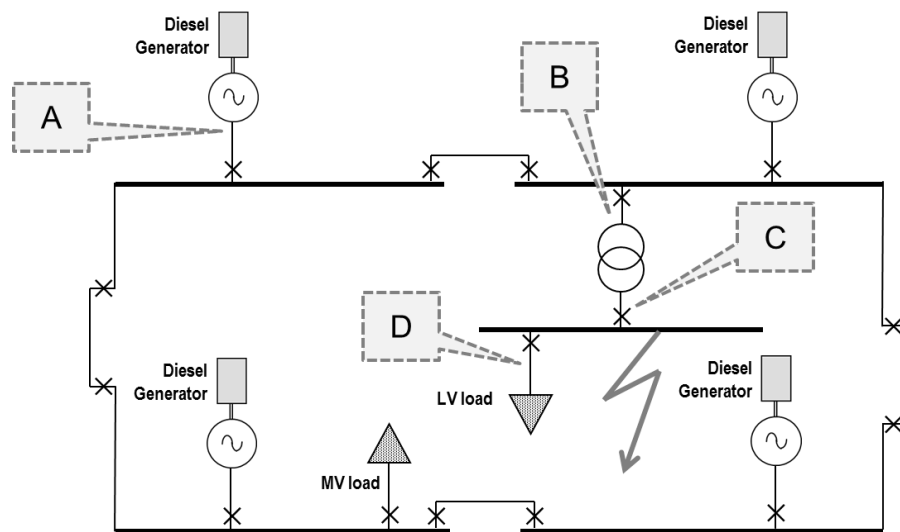 Diesel
Generator
Diesel
Generator
A
B
C
D
Diesel
Generator
LV load
Diesel
Generator
MV load